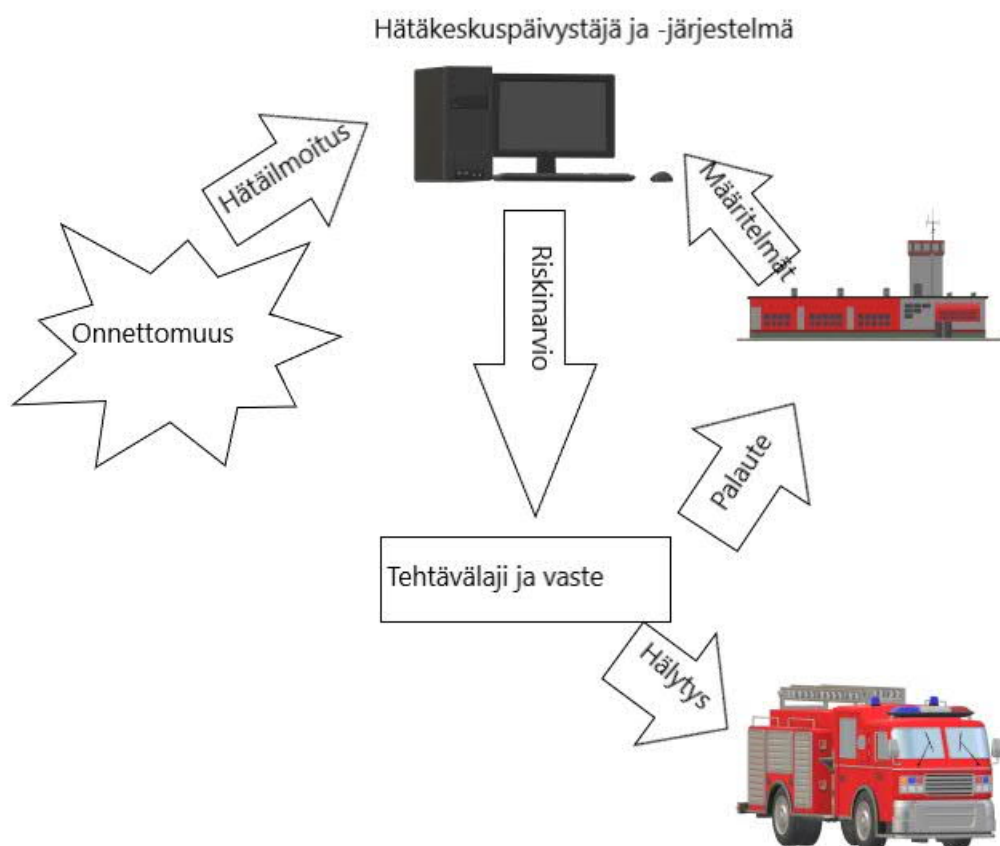 Hätäkeskuspäivystäjä ja -järjestelmä
Hätäilmoitus
Määritelmät
Riskinarvio
Onnettomuus
Palaute
Tehtävälaji ja vaste
Hälytys